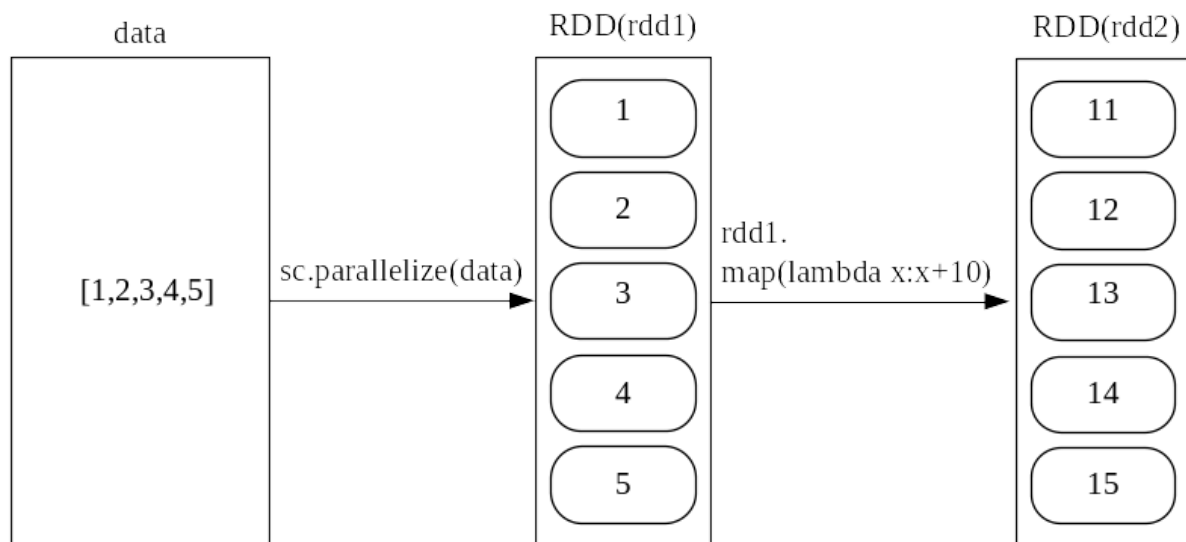 data
[1,2,3,4,5]
sc.parallelize(data)
RDD(rdd1)
1
2
3
4
5
rdd1.
map(lambda x:x+10)
RDD(rdd2)
11
12
13
14
15